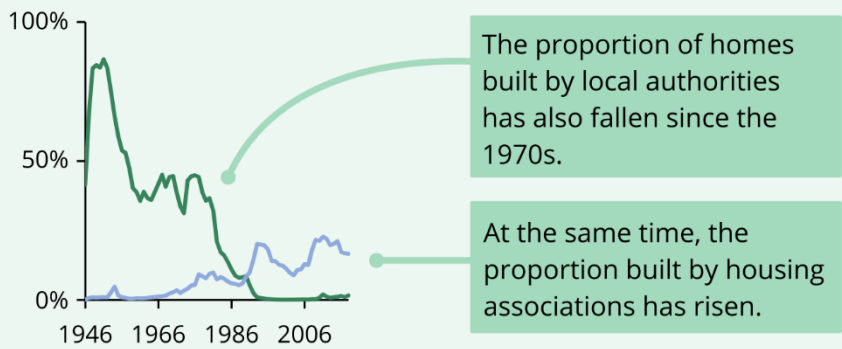 100%
50%
0%
1946 1966 1986 2006
The proportion of homes
built by local authorities
has also fallen since the
1970s.
At the same time, the
proportion built by housing
associations has risen.